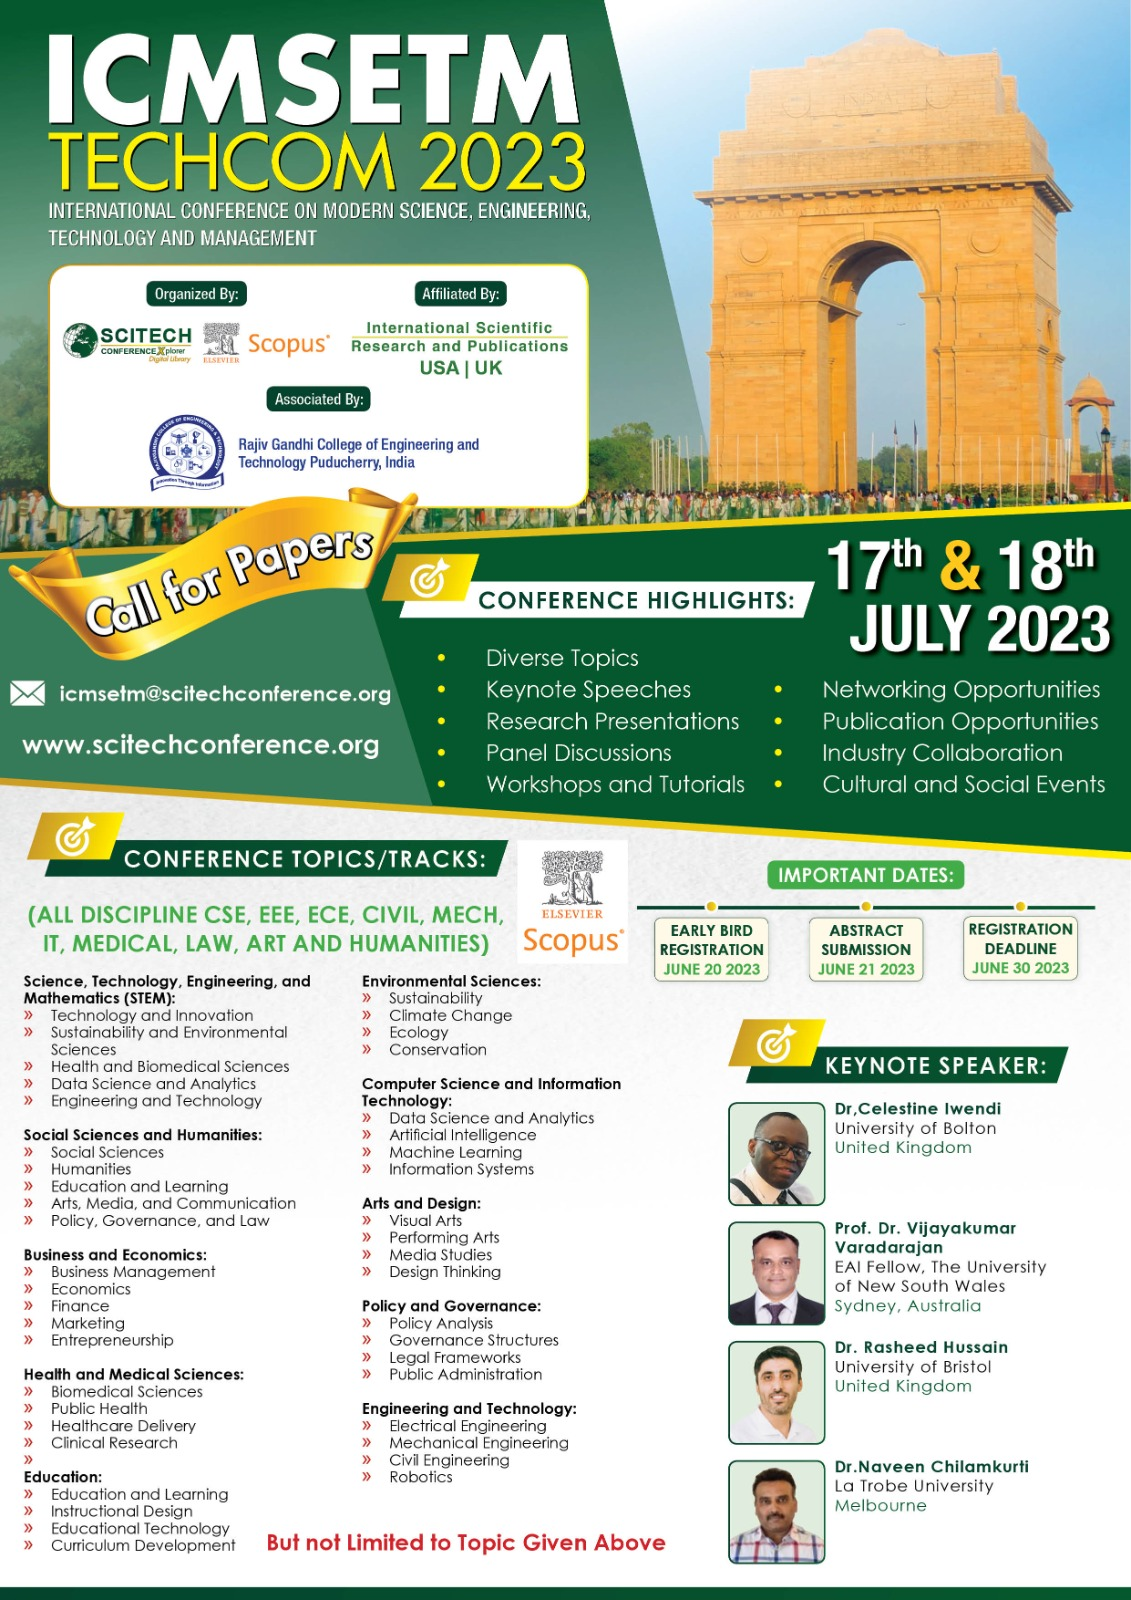 ICMSETM
TECHCOM 2023
INTERNATIONAL CONFERENCE ON MODERN SCIENCE, ENGINEERING,
TECHNOLOGY AND MANAGEMENT
Organized By:
Affiliated By:
SCITECH
CONFERENCE Xplorer
Digital Library
ELSEVIER
Scopus®
International Scientific
Research and Publications
USA | UK
Associated By:
Rajiv Gandhi College of Engineering and
Technology Puducherry, India
Call for Papers
icmsetm@scitechconference.org
www.scitechconference.org
17th & 18th
JULY 2023
CONFERENCE HIGHLIGHTS:
• Diverse Topics
• Keynote Speeches
• Research Presentations
• Panel Discussions
• Workshops and Tutorials
• Networking Opportunities
• Publication Opportunities
• Industry Collaboration
• Cultural and Social Events
CONFERENCE TOPICS/TRACKS:
(ALL DISCIPLINE CSE, EEE, ECE, CIVIL, MECH,
IT, MEDICAL, LAW, ART AND HUMANITIES)
ELSEVIER
Scopus®
Science, Technology, Engineering, and
Mathematics (STEM):
» Technology and Innovation
» Sustainability and Environmental
Sciences
» Health and Biomedical Sciences
» Data Science and Analytics
» Engineering and Technology
Social Sciences and Humanities:
» Social Sciences
» Humanities
» Education and Learning
» Arts, Media, and Communication
» Policy, Governance, and Law
Business and Economics:
» Business Management
» Economics
» Finance
» Marketing
» Entrepreneurship
Health and Medical Sciences:
» Biomedical Sciences
» Public Health
» Healthcare Delivery
» Clinical Research
»
Education:
» Education and Learning
» Instructional Design
» Educational Technology
» Curriculum Development
Environmental Sciences:
» Sustainability
» Climate Change
» Ecology
» Conservation
Computer Science and Information
Technology:
» Data Science and Analytics
» Artificial Intelligence
» Machine Learning
» Information Systems
Arts and Design:
» Visual Arts
» Performing Arts
» Media Studies
» Design Thinking
Policy and Governance:
» Policy Analysis
» Governance Structures
» Legal Frameworks
» Public Administration
Engineering and Technology:
» Electrical Engineering
» Mechanical Engineering
» Civil Engineering
» Robotics
But not Limited to Topic Given Above
IMPORTANT DATES:
EARLY BIRD
REGISTRATION
JUNE 20 2023
ABSTRACT
SUBMISSION
JUNE 21 2023
REGISTRATION
DEADLINE
JUNE 30 2023
KEYNOTE SPEAKER:
Dr,Celestine Iwendi
University of Bolton
United Kingdom
Prof. Dr. Vijayakumar
Varadarajan
EAI Fellow, The University
of New South Wales
Sydney, Australia
Dr. Rasheed Hussain
University of Bristol
United Kingdom
Dr.Naveen Chilamkurti
La Trobe University
Melbourne